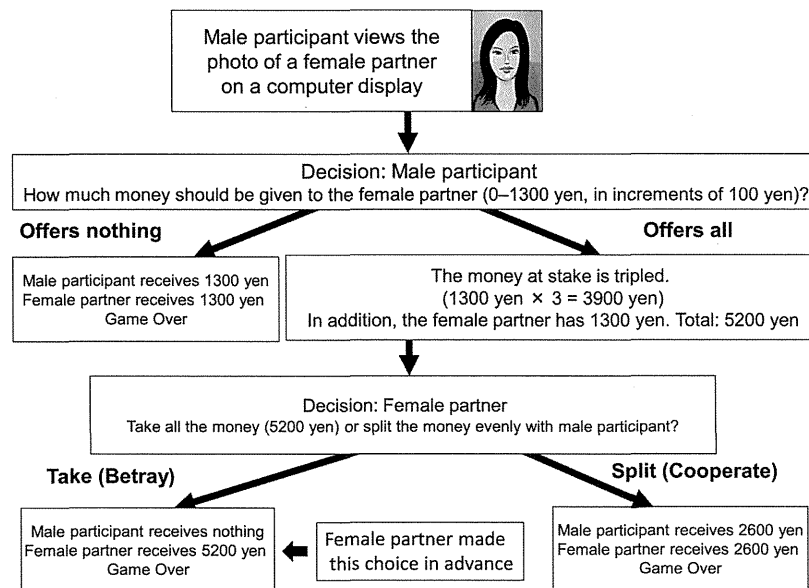 Male participant views the
photo of a female partner
on a computer display
Decision: Male participant
How much money should be given to the female partner (0–1300 yen, in increments of 100 yen)?
Offers nothing
Offers all
Male participant receives 1300 yen
Female partner receives 1300 yen
Game Over
The money at stake is tripled.
(1300 yen × 3 = 3900 yen)
In addition, the female partner has 1300 yen. Total: 5200 yen
Decision: Female partner
Take all the money (5200 yen) or split the money evenly with male participant?
Take (Betray)
Split (Cooperate)
Male participant receives nothing
Female partner receives 5200 yen
Game Over
Female partner made
this choice in advance
Male participant receives 2600 yen
Female partner receives 2600 yen
Game Over